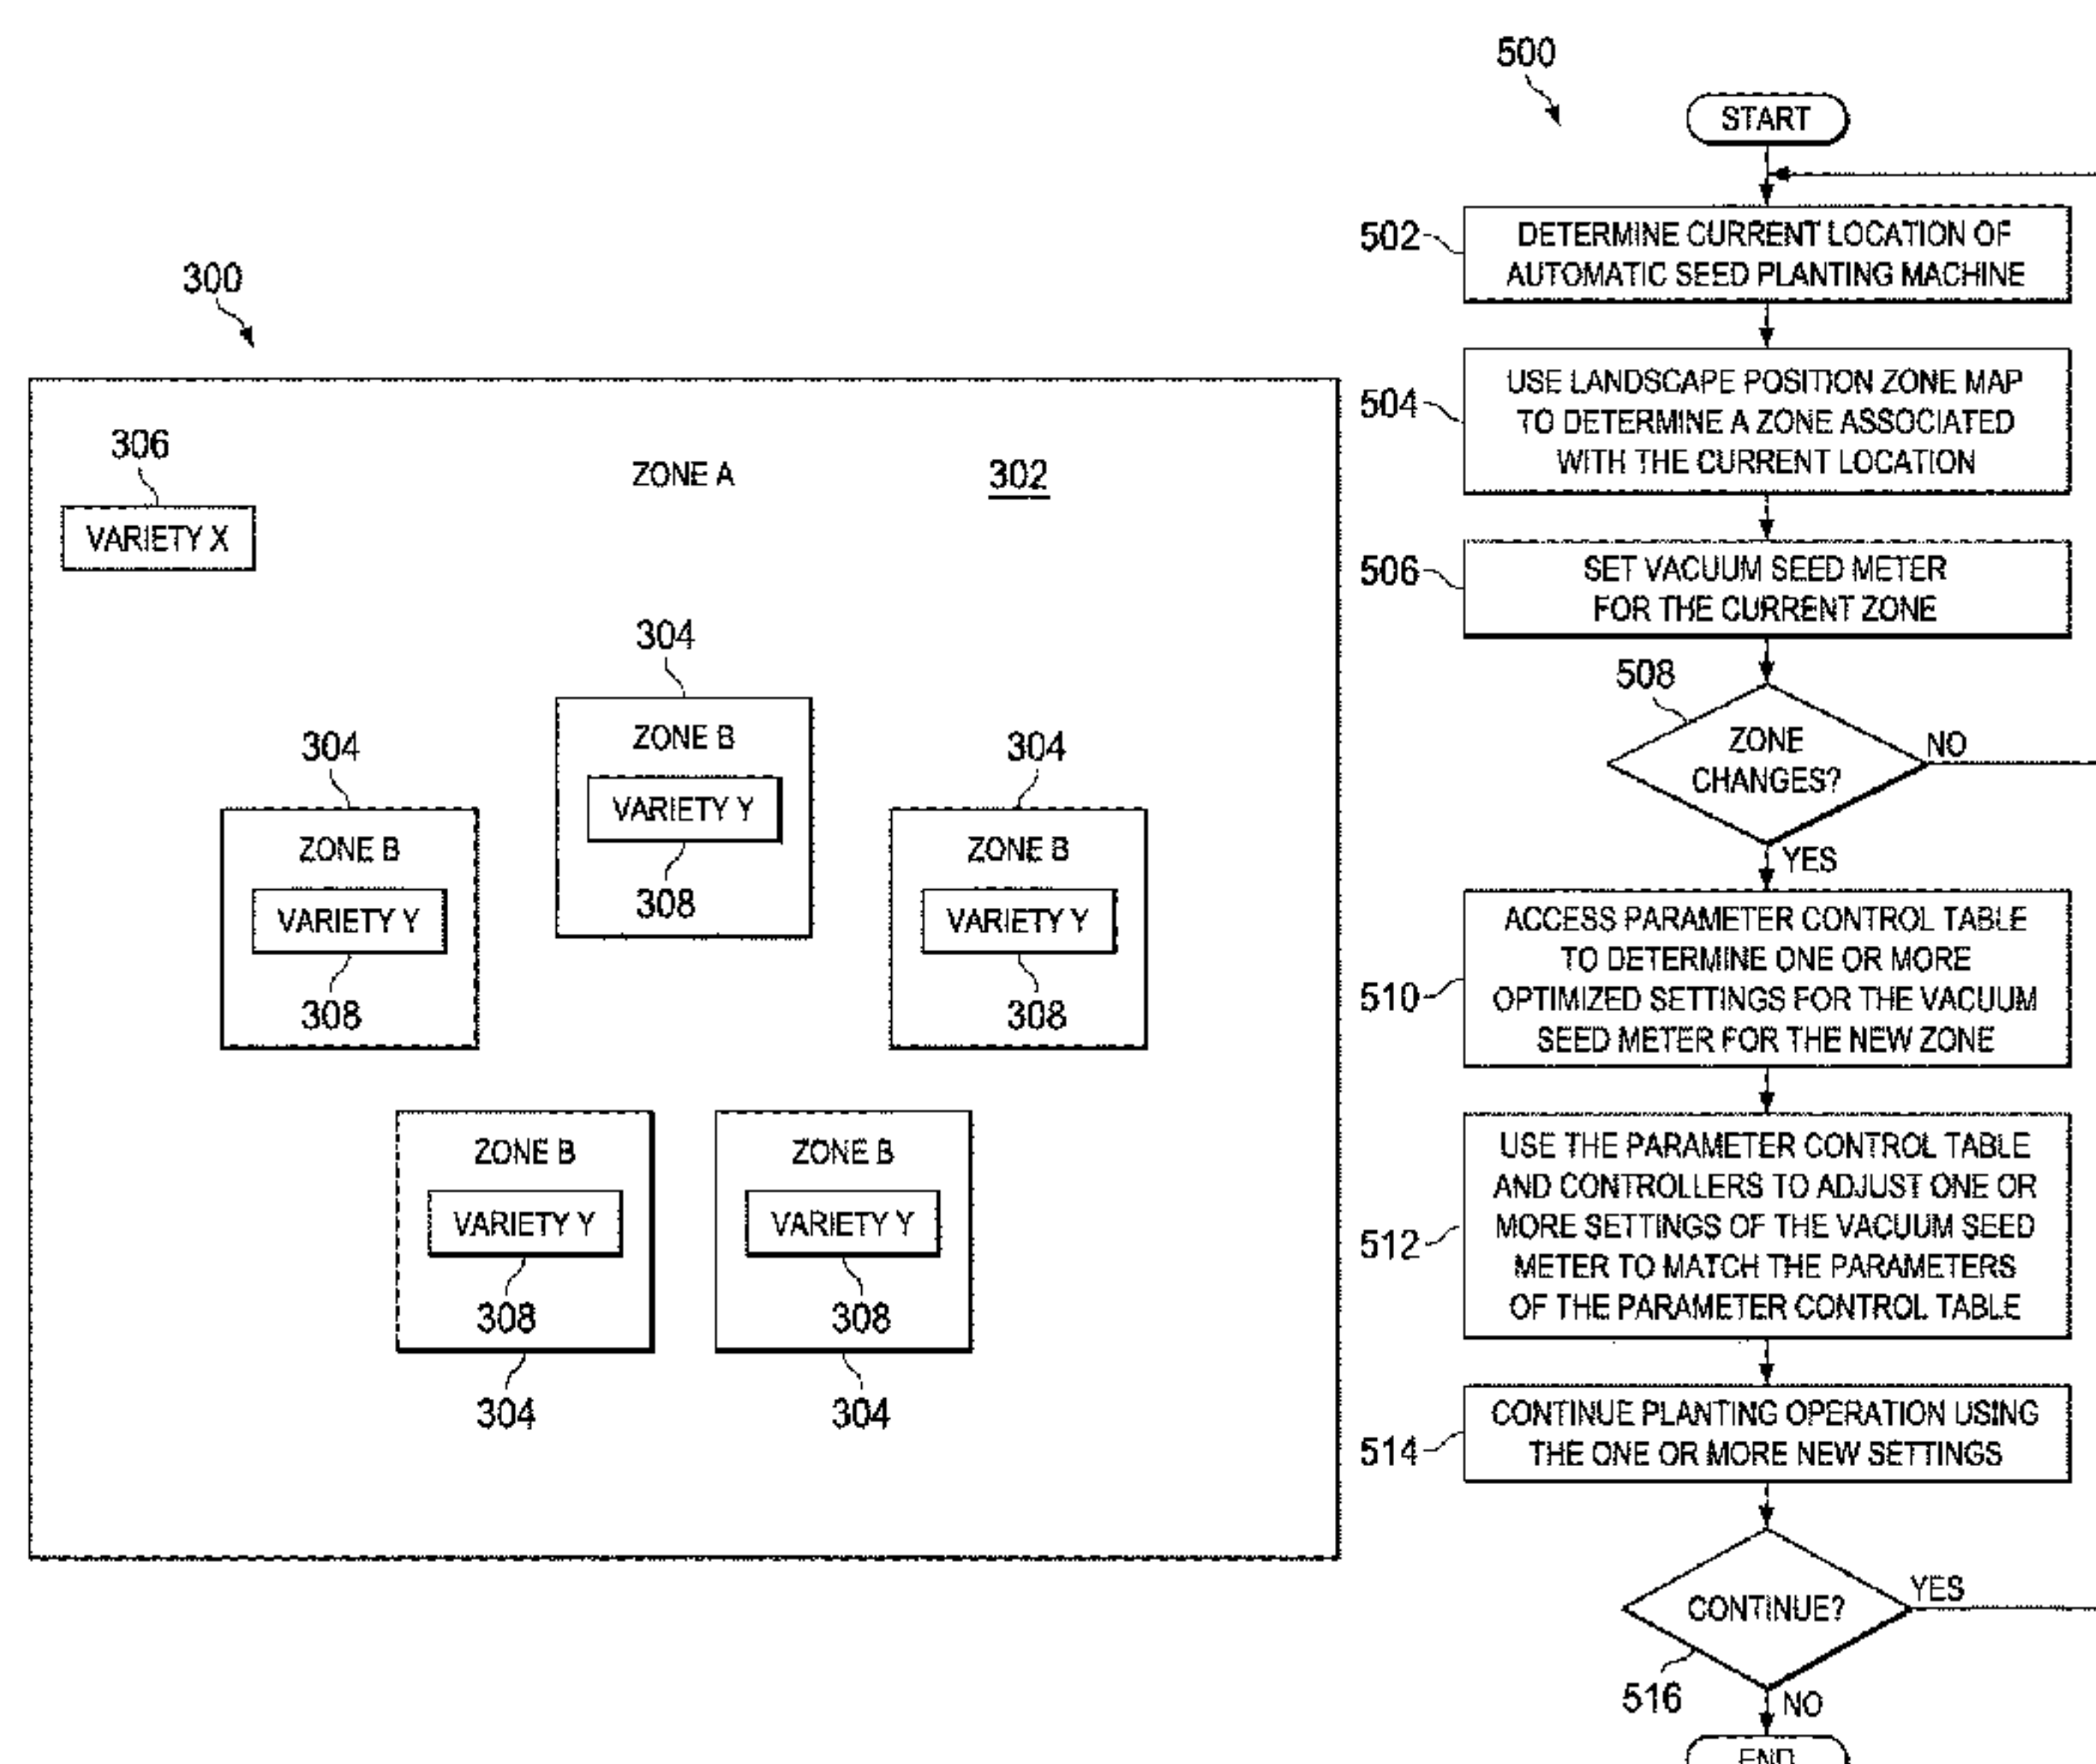 300
306
VARIETY X
ZONE A
302
304
ZONE B
VARIETY Y
308
304
ZONE B
VARIETY Y
308
304
ZONE B
VARIETY Y
308
ZONE B
VARIETY Y
308
304
ZONE B
VARIETY Y
308
304
500
START
502
DETERMINE CURRENT LOCATION OF
AUTOMATIC SEED PLANTING MACHINE
504
USE LANDSCAPE POSITION ZONE MAP
TO DETERMINE A ZONE ASSOCIATED
WITH THE CURRENT LOCATION
506
SET VACUUM SEED METER
FOR THE CURRENT ZONE
508
ZONE
CHANGES?
NO
YES
510
ACCESS PARAMETER CONTROL TABLE
TO DETERMINE ONE OR MORE
OPTIMIZED SETTINGS FOR THE VACUUM
SEED METER FOR THE NEW ZONE
512
USE THE PARAMETER CONTROL TABLE
AND CONTROLLERS TO ADJUST ONE OR
MORE SETTINGS OF THE VACUUM SEED
METER TO MATCH THE PARAMETERS
OF THE PARAMETER CONTROL TABLE
514
CONTINUE PLANTING OPERATION USING
THE ONE OR MORE NEW SETTINGS
CONTINUE?
YES
516
NO
END